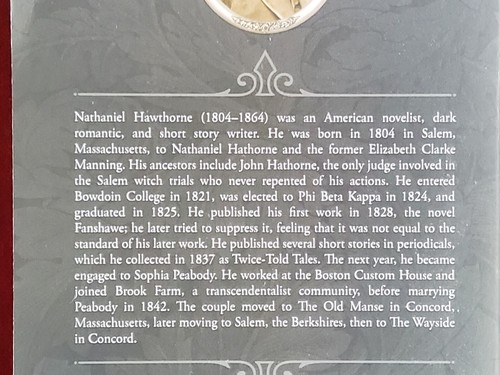 Nathaniel Hawthorne (1804–1864) was an American novelist, dark
romantic, and short story writer. He was born in 1804 in Salem,
Massachusetts, to Nathaniel Hathorne and the former Elizabeth Clarke
Manning. His ancestors include John Hathorne, the only judge involved in
the Salem witch trials who never repented of his actions. He entered
Bowdoin College in 1821, was elected to Phi Beta Kappa in 1824, and
graduated in 1825. He published his first work in 1828, the novel
Fanshawe; he later tried to suppress it, feeling that it was not equal to the
standard of his later work. He published several short stories in periodicals,
which he collected in 1837 as Twice-Told Tales. The next year, he became
engaged to Sophia Peabody. He worked at the Boston Custom House and
joined Brook Farm, a transcendentalist community, before marrying
Peabody in 1842. The couple moved to The Old Manse in Concord,
Massachusetts, later moving to Salem, the Berkshires, then to The Wayside
in Concord.